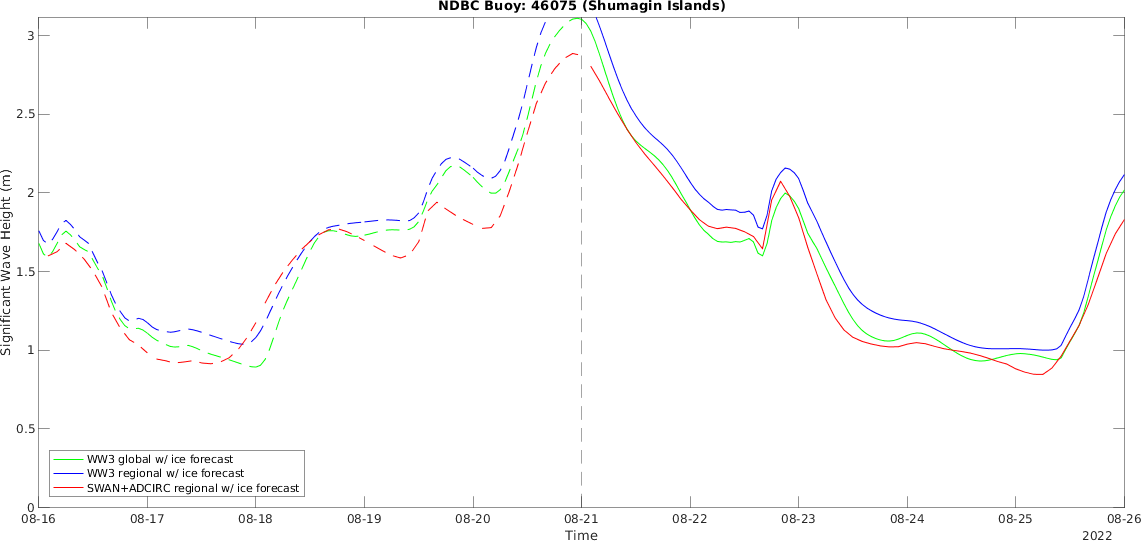 NDBC Buoy: 46075 (Shumagin Islands)
Significant Wave Height (m)
3
2.5
2
1.5
1
0.5
0
WW3 global w/ ice forecast
WW3 regional w/ ice forecast
SWAN+ADCIRC regional w/ ice forecast
08-16 08-17 08-18 08-19 08-20 08-21 08-22 08-23 08-24 08-25 08-26
Time
2022